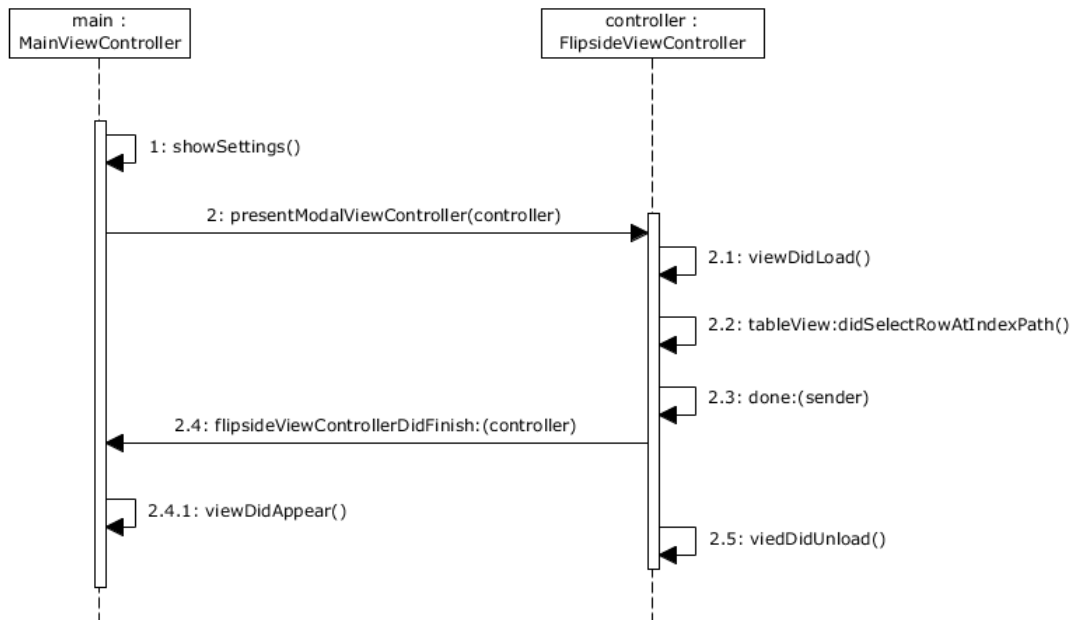 main :
MainViewController
controller :
FlipsideViewController
1: showSettings()
2: presentModalViewController(controller)
2.1: viewDidLoad()
2.2: tableView:didSelectRowAtIndexPath()
2.3: done:(sender)
2.4: flipsideViewControllerDidFinish:(controller)
2.4.1: viewDidAppear()
2.5: viedDidUnload()